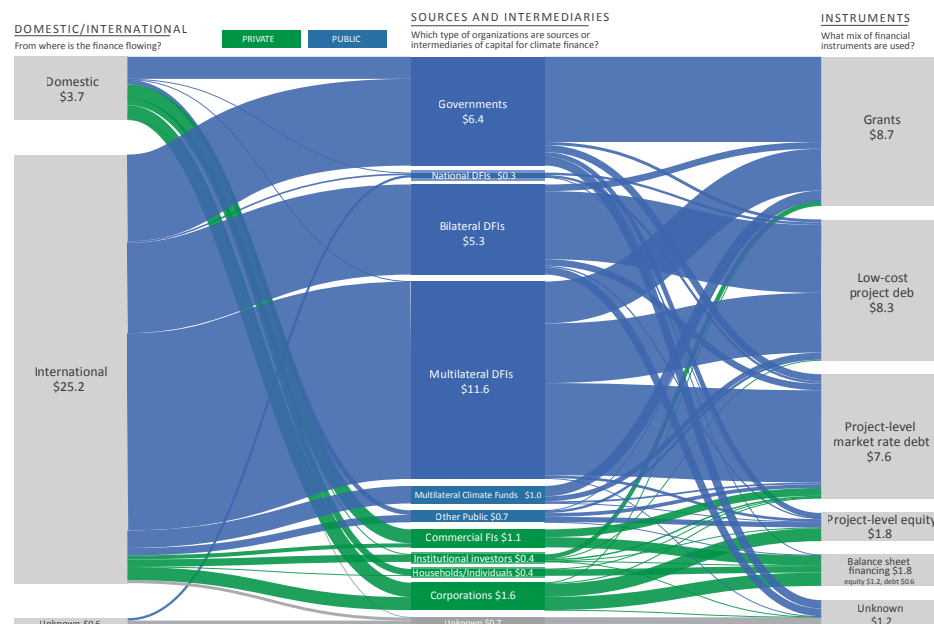 DOMESTIC/INTERNATIONAL
From where is the finance flowing?
PRIVATE
PUBLIC
SOURCES AND INTERMEDIARIES
Which type of organizations are sources or
intermediaries of capital for climate finance?
INSTRUMENTS
What mix of financial
instruments are used?
Domestic
$3.7
International
$25.2
Unknown $0.6
Governments
$6.4
National DFIs $0.3
Bilateral DFIs
$5.3
Multilateral DFIs
$11.6
Multilateral Climate Funds $1.0
Other Public $0.7
Commercial FIs $1.1
Institutional investors $0.4
Households/Individuals $0.4
Corporations $1.6
Unknown $0.7
Grants
$8.7
Low-cost
project deb
$8.3
Project-level
market rate debt
$7.6
Project-level equity
$1.8
Balance sheet
financing $1.8
equity $1.2, debt $0.6
Unknown
$1.2